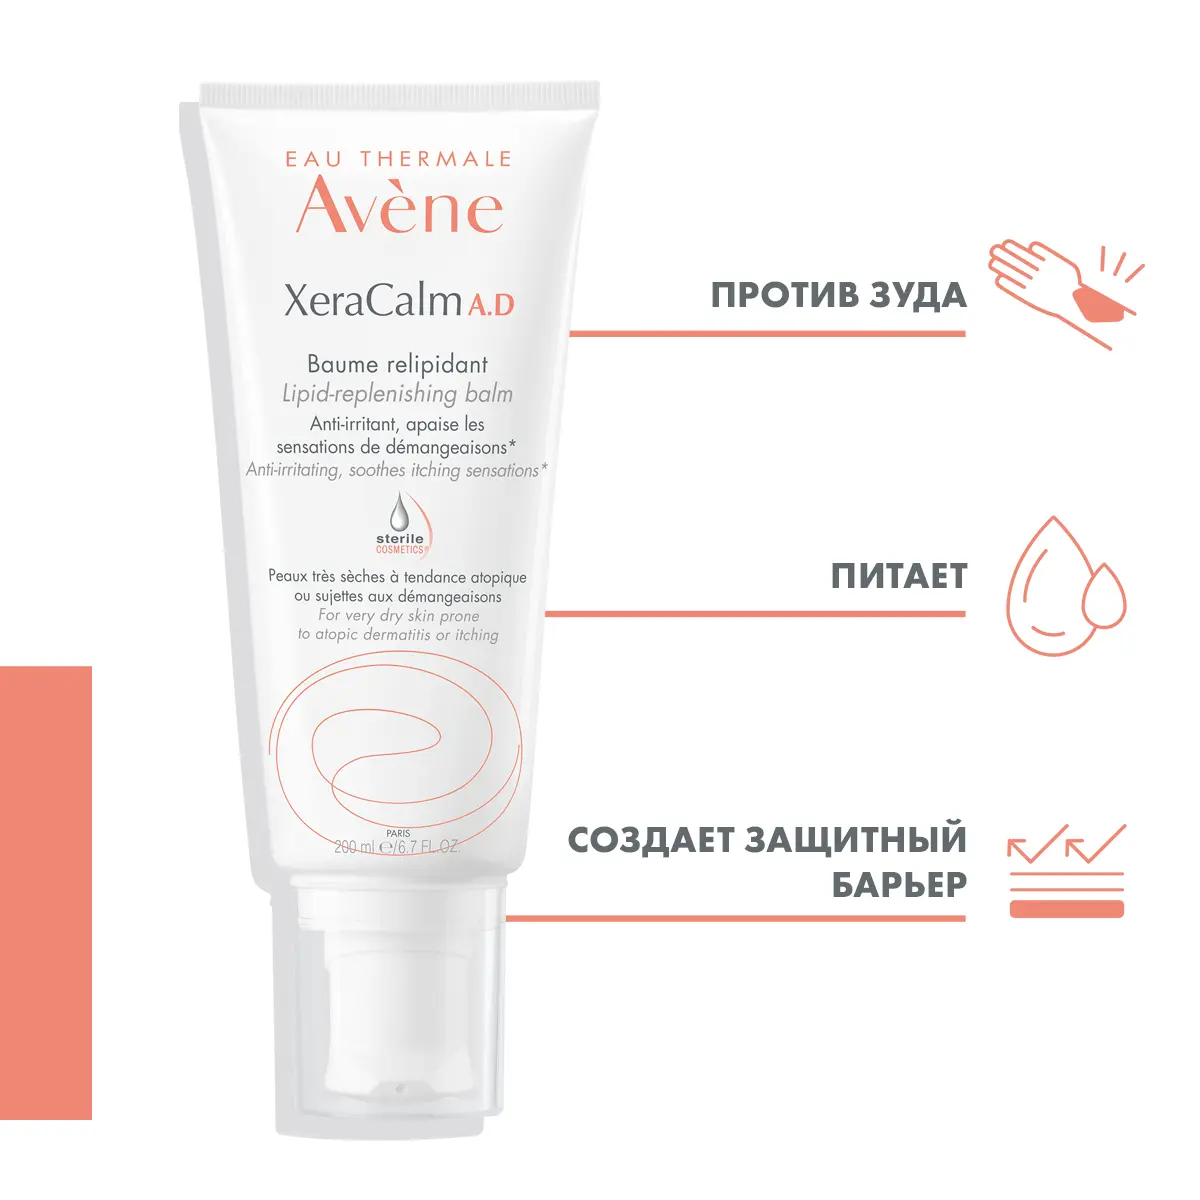 EAU THERMALE
Avène
XeraCalm A.D
Baume relipidant
Lipid-replenishing balm
Anti-irritant, apaise les
sensations de démangeaisons*
Anti-irritating, soothes itching sensations*
sterile
COSMETICS®
Peaux très sèches à tendance atopique
ou sujettes aux démangeaisons
For very dry skin prone
to atopic dermatitis or itching
PARIS
200 ml ℮/6.7 FL.OZ.
ПРОТИВ ЗУДА
ПИТАЕТ
СОЗДАЕТ ЗАЩИТНЫЙ
БАРЬЕР